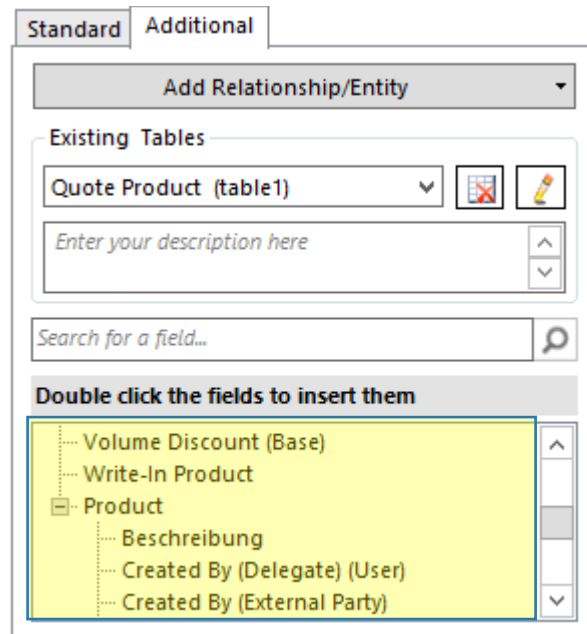 Standard Additional
Add Relationship/Entity
Existing Tables
Quote Product (table1)
Enter your description here
Search for a field...
Double click the fields to insert them
Volume Discount (Base)
Write-In Product
Product
Beschreibung
Created By (Delegate) (User)
Created By (External Party)